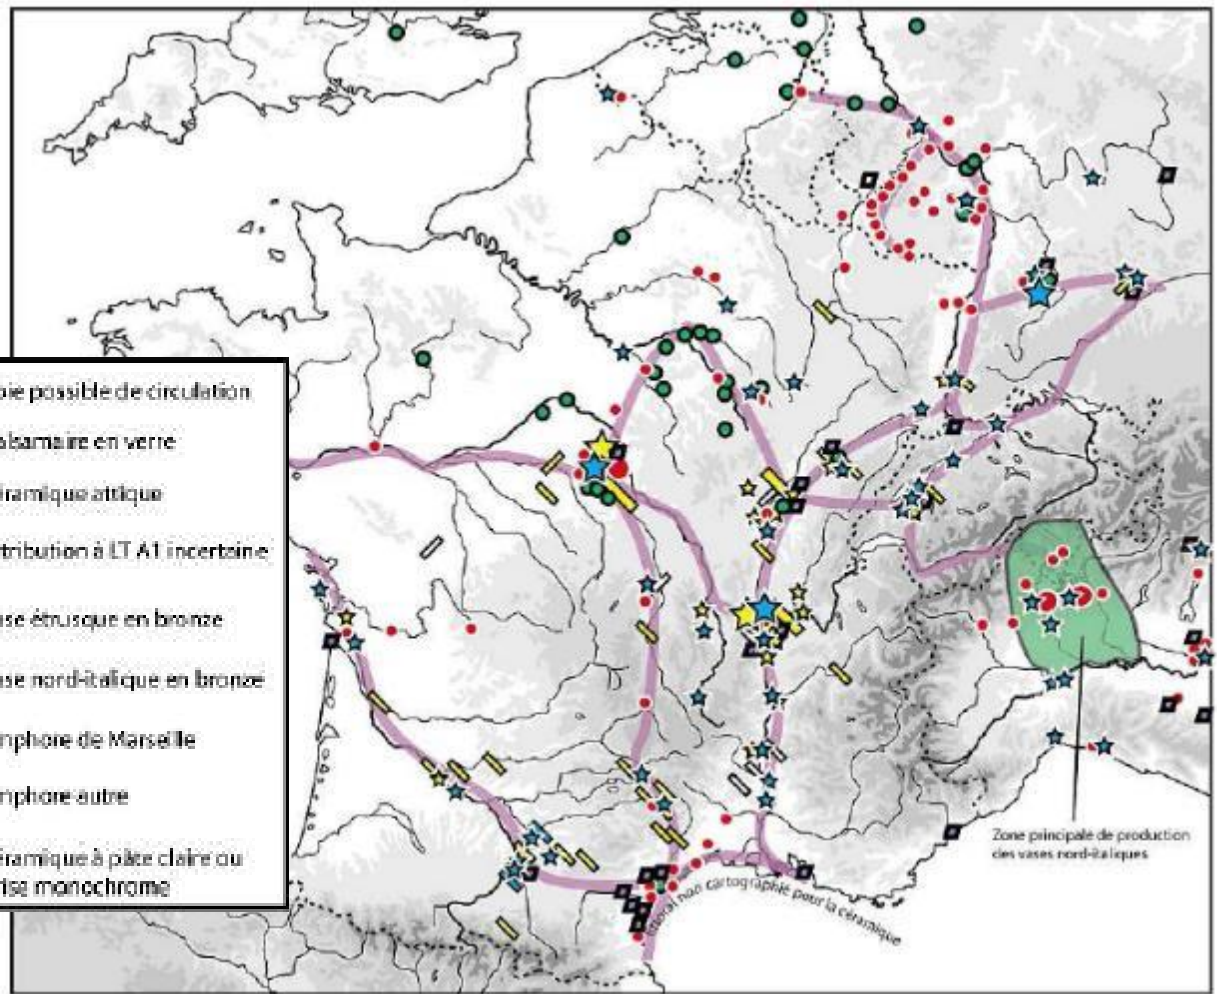 oie possible de circulation
alsamaire en verre
éramique attique
ttribution à LT A1 incertaine
ase étrusque en bronze
ase nord-italique en bronze
mphore de Marseille
mphore autre
éramique à pâte claire ou
rise monochrome
Zone principale de production
des vases nord-italiques
littoral non cartographié pour la céramique